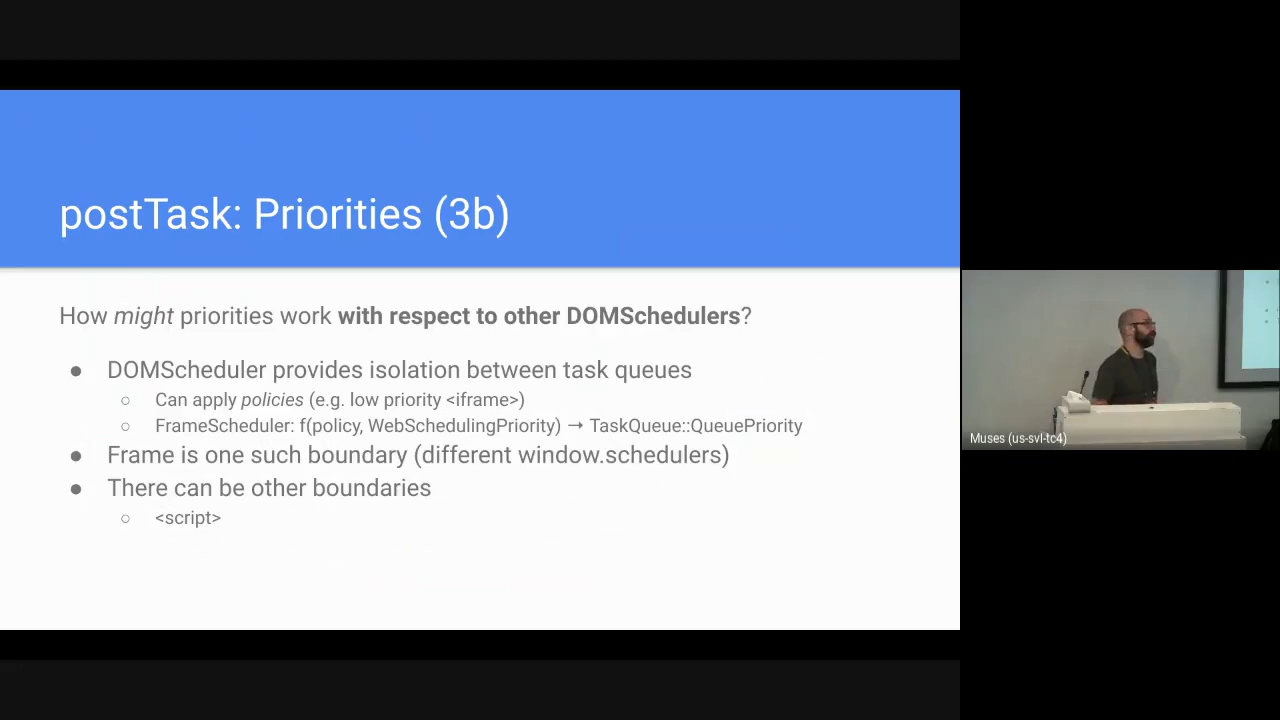 postTask: Priorities (3b)
How might priorities work with respect to other DOMSchedulers?
● DOMScheduler provides isolation between task queues
○ Can apply policies (e.g. low priority <iframe>)
○ FrameScheduler: f(policy, WebSchedulingPriority) → TaskQueue::QueuePriority
● Frame is one such boundary (different window.schedulers)
● There can be other boundaries
○ <script>
Muses (us-svl-tc4)